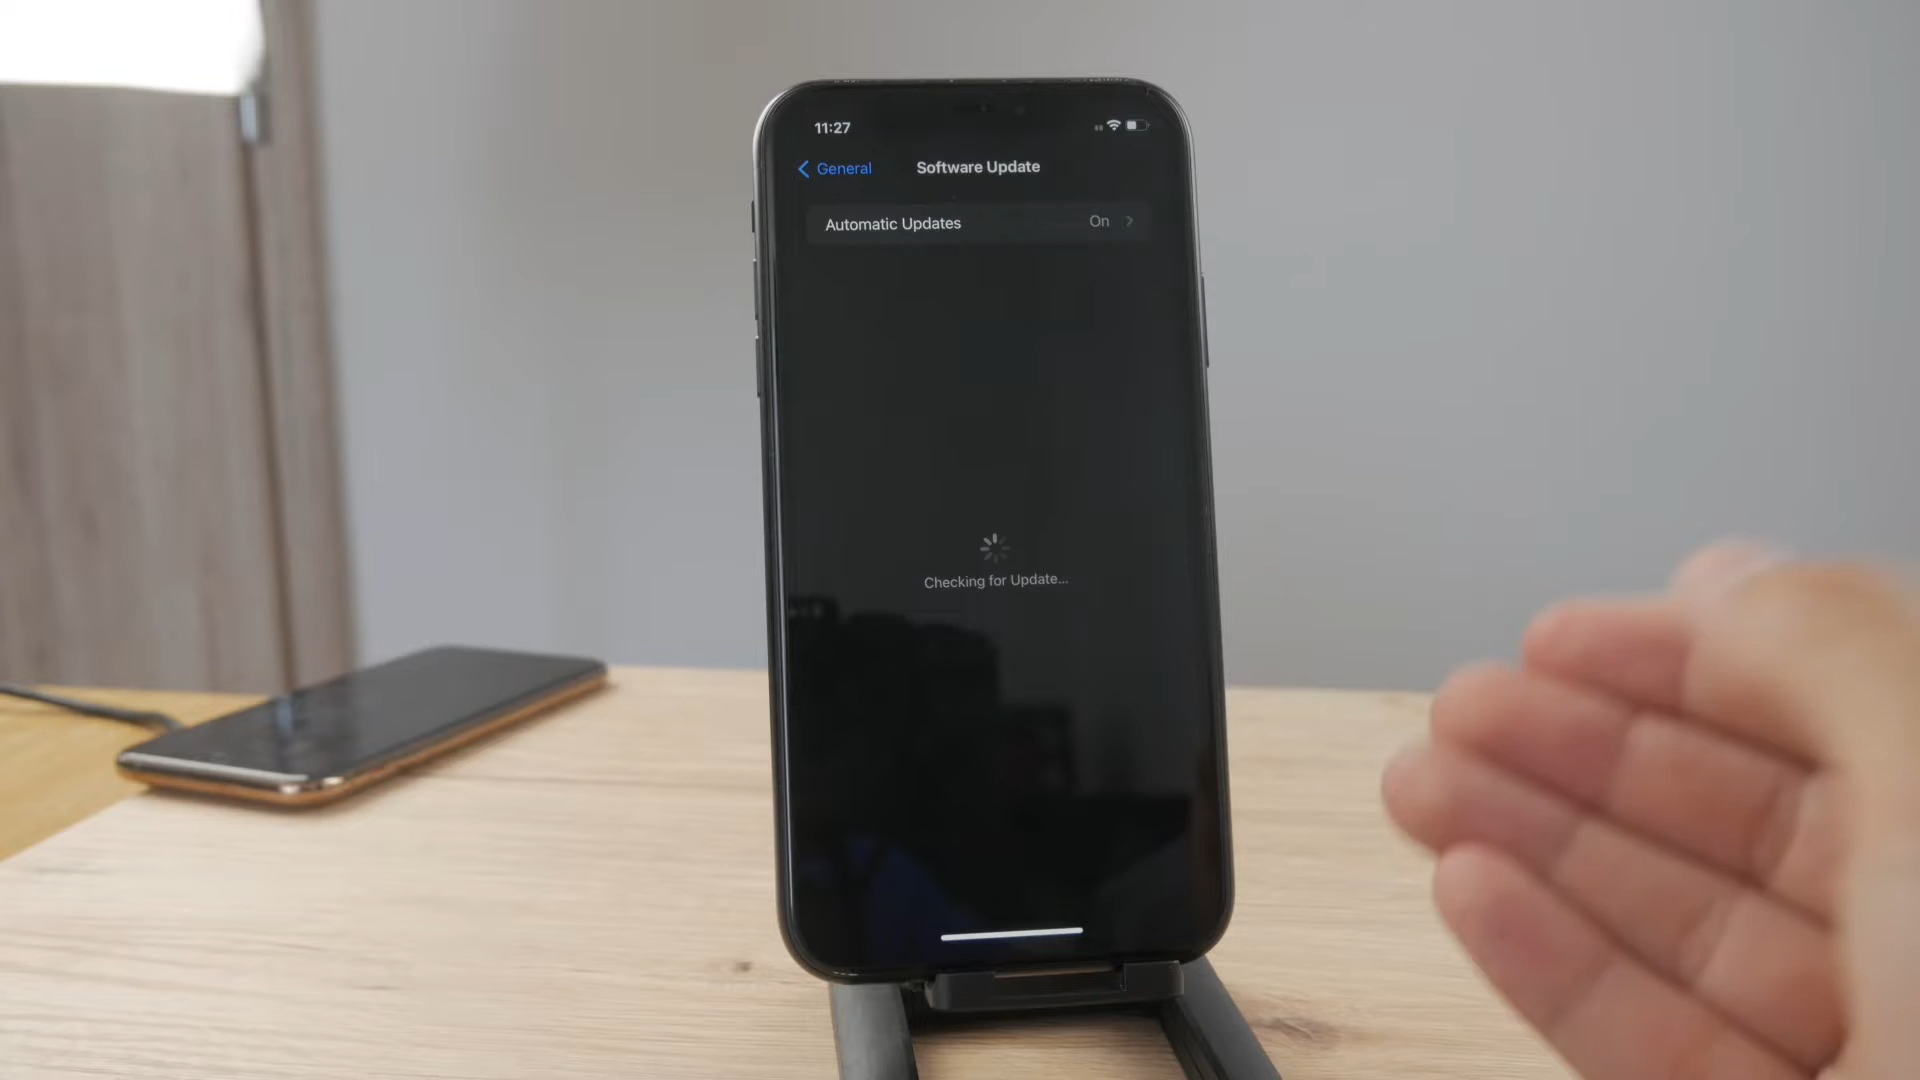 11:27
General
Software Update
Automatic Updates
On
Checking for Update...